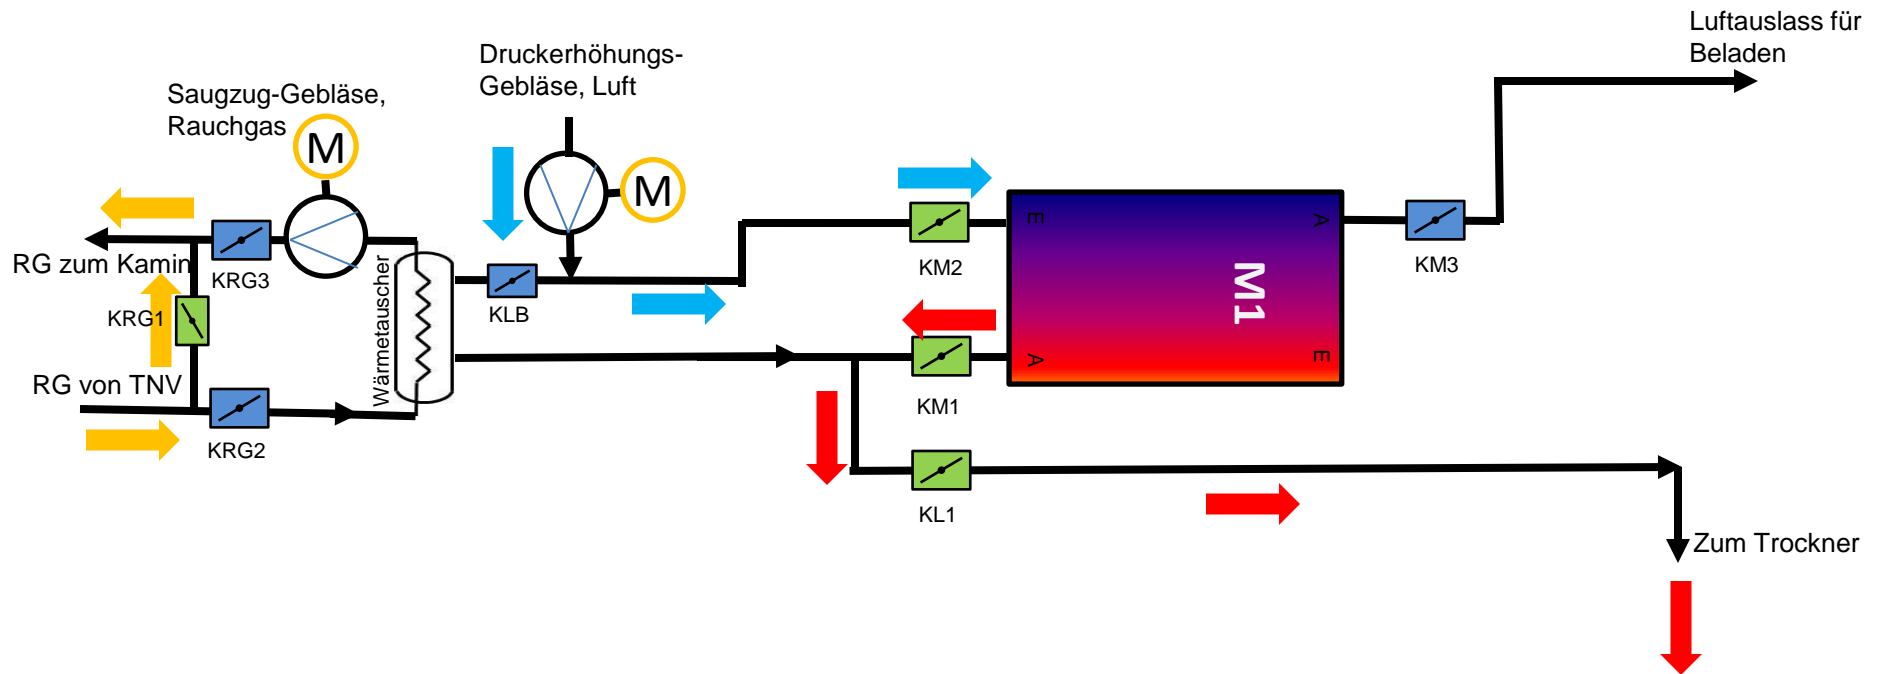 Luftauslass für
Beladen
Druckerhöhungs-
Gebläse, Luft
Saugzug-Gebläse,
Rauchgas
M
M
RG zum Kamin
KRG3
KRG1
RG von TNV
KRG2
Wärmetauscher
KLB
KM2
E
A
M1
A
E
KM3
KM1
KL1
Zum Trockner